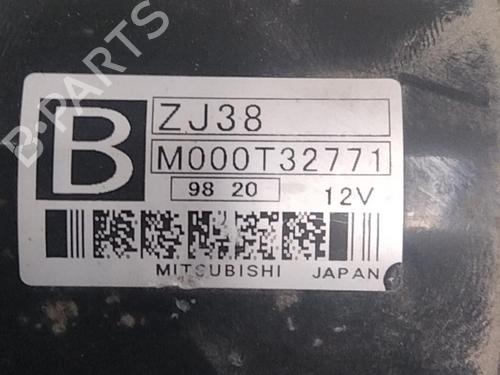 B-PARTS
B
ZJ38
M000T32771
98 20
12V
MITSUBISHI JAPAN